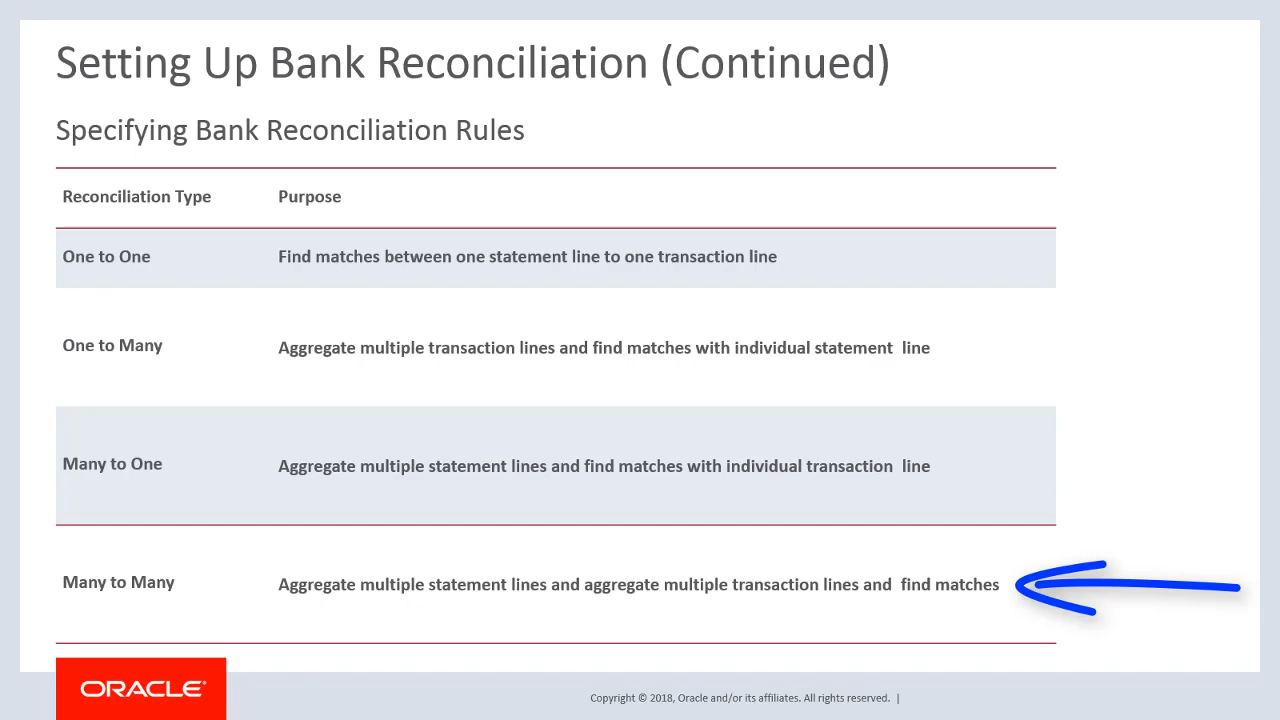 Setting Up Bank Reconciliation (Continued)
Specifying Bank Reconciliation Rules
Reconciliation Type Purpose
One to One Find matches between one statement line to one transaction line
One to Many Aggregate multiple transaction lines and find matches with individual statement line
Many to One Aggregate multiple statement lines and find matches with individual transaction line
Many to Many Aggregate multiple statement lines and aggregate multiple transaction lines and find matches
ORACLE®
Copyright © 2018, Oracle and/or its affiliates. All rights reserved. |